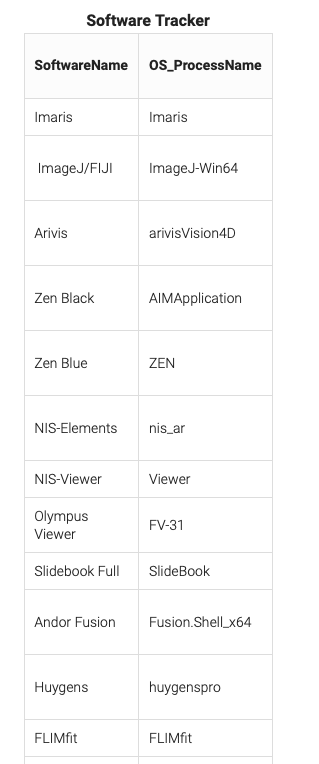 Software Tracker
SoftwareName OS_ProcessName
Imaris Imaris
ImageJ/FIJI ImageJ-Win64
Arivis arivisVision4D
Zen Black AIMApplication
Zen Blue ZEN
NIS-Elements nis_ar
NIS-Viewer Viewer
Olympus
Viewer FV-31
Slidebook Full SlideBook
Andor Fusion Fusion.Shell_x64
Huygens huygenspro
FLIMfit FLIMfit